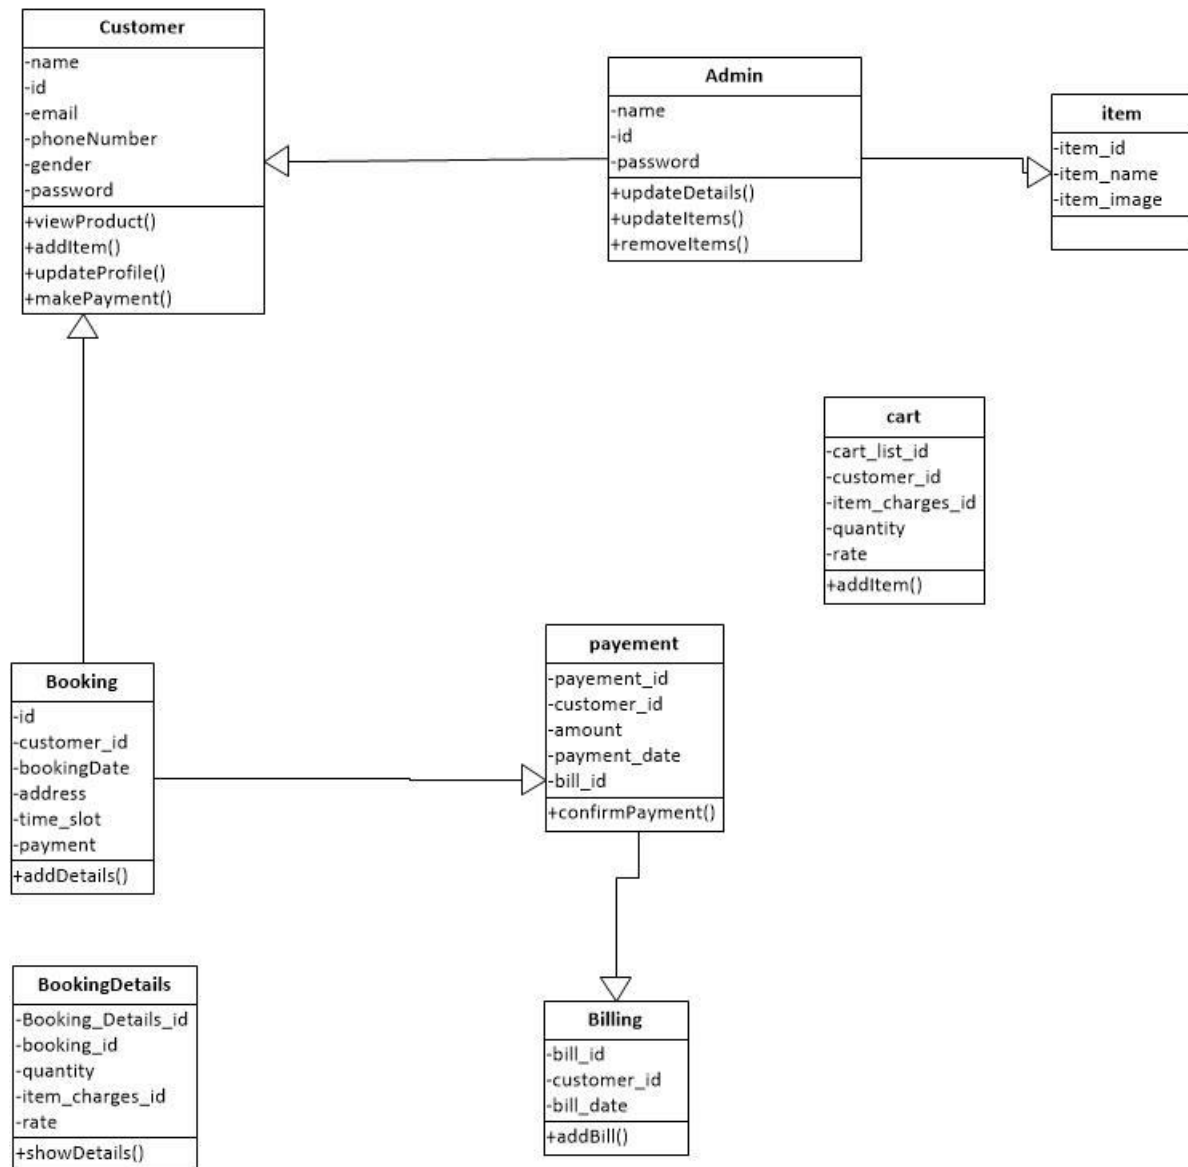 Customer
-name
-id
-email
-phoneNumber
-gender
-password
+viewProduct()
+addItem()
+updateProfile()
+makePayment()
Admin
-name
-id
-password
+updateDetails()
+updateItems()
+removeItems()
item
-item_id
-item_name
-item_image
cart
-cart_list_id
-customer_id
-item_charges_id
-quantity
-rate
+addItem()
Booking
-id
-customer_id
-bookingDate
-address
-time_slot
-payment
+addDetails()
payement
-payement_id
-customer_id
-amount
-payment_date
-bill_id
+confirmPayment()
BookingDetails
-Booking_Details_id
-booking_id
-quantity
-item_charges_id
-rate
+showDetails()
Billing
-bill_id
-customer_id
-bill_date
+addBill()